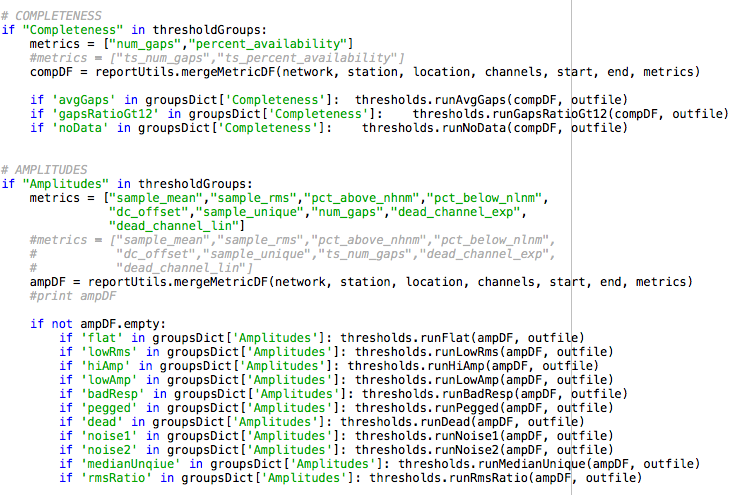 # COMPLETENESS
if "Completeness" in thresholdGroups:
    metrics = ["num_gaps","percent_availability"]
    #metrics = ["ts_num_gaps","ts_percent_availability"]
    compDF = reportUtils.mergeMetricDF(network, station, location, channels, start, end, metrics)

    if 'avgGaps' in groupsDict['Completeness']:  thresholds.runAvgGaps(compDF, outfile)
    if 'gapsRatioGt12' in groupsDict['Completeness']:    thresholds.runGapsRatioGt12(compDF, outfile)
    if 'noData' in groupsDict['Completeness']:    thresholds.runNoData(compDF, outfile)

# AMPLITUDES
if "Amplitudes" in thresholdGroups:
    metrics = ["sample_mean","sample_rms","pct_above_nhnm","pct_below_nlnm",
               "dc_offset","sample_unique","num_gaps","dead_channel_exp",
               "dead_channel_lin"]
    #metrics = ["sample_mean","sample_rms","pct_above_nhnm","pct_below_nlnm",
    #           "dc_offset","sample_unique","ts_num_gaps","dead_channel_exp",
    #           "dead_channel_lin"]
    ampDF = reportUtils.mergeMetricDF(network, station, location, channels, start, end, metrics)
    #print ampDF

    if not ampDF.empty:
        if 'flat' in groupsDict['Amplitudes']: thresholds.runFlat(ampDF, outfile)
        if 'lowRms' in groupsDict['Amplitudes']: thresholds.runLowRms(ampDF, outfile)
        if 'hiAmp' in groupsDict['Amplitudes']: thresholds.runHiAmp(ampDF, outfile)
        if 'lowAmp' in groupsDict['Amplitudes']: thresholds.runLowAmp(ampDF, outfile)
        if 'badResp' in groupsDict['Amplitudes']: thresholds.runBadResp(ampDF, outfile)
        if 'pegged' in groupsDict['Amplitudes']: thresholds.runPegged(ampDF, outfile)
        if 'dead' in groupsDict['Amplitudes']: thresholds.runDead(ampDF, outfile)
        if 'noise1' in groupsDict['Amplitudes']: thresholds.runNoise1(ampDF, outfile)
        if 'noise2' in groupsDict['Amplitudes']: thresholds.runNoise2(ampDF, outfile)
        if 'medianUnqiue' in groupsDict['Amplitudes']: thresholds.runMedianUnique(ampDF, outfile)
        if 'rmsRatio' in groupsDict['Amplitudes']: thresholds.runRmsRatio(ampDF, outfile)